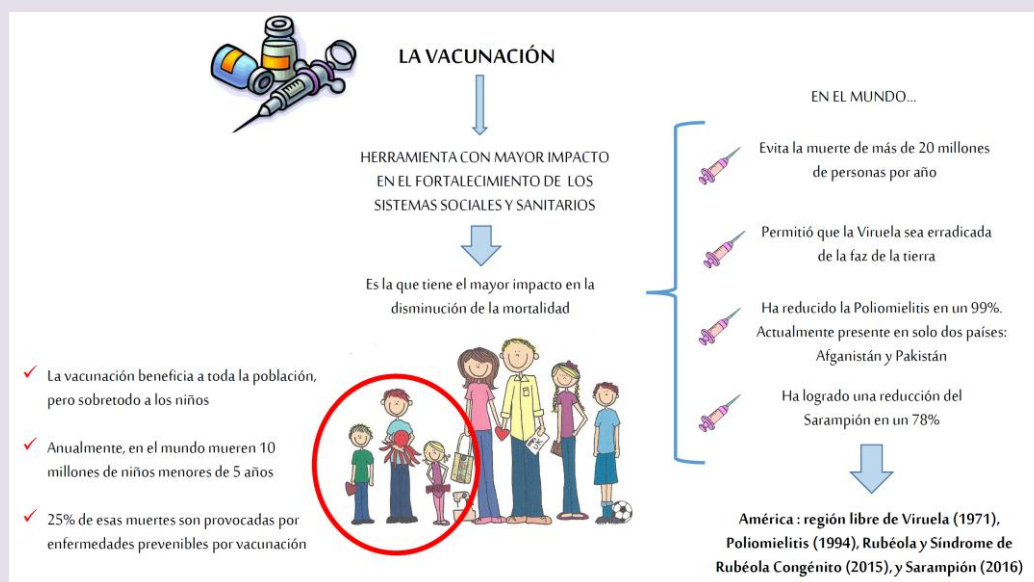 LA VACUNACIÓN
HERRAMIENTA CON MAYOR IMPACTO
EN EL FORTALECIMIENTO DE LOS
SISTEMAS SOCIALES Y SANITARIOS
Es la que tiene el mayor impacto en la
disminución de la mortalidad
✓ La vacunación beneficia a toda la población,
pero sobretodo a los niños
✓ Anualmente, en el mundo mueren 10
millones de niños menores de 5 años
✓ 25% de esas muertes son provocadas por
enfermedades prevenibles por vacunación
EN EL MUNDO...
Evita la muerte de más de 20 millones
de personas por año
Permitió que la Viruela sea erradicada
de la faz de la tierra
Ha reducido la Poliomielitis en un 99%.
Actualmente presente en solo dos países:
Afganistán y Pakistán
Ha logrado una reducción del
Sarampión en un 78%
América : región libre de Viruela (1971),
Poliomielitis (1994), Rubéola y Síndrome de
Rubéola Congénito (2015), y Sarampión (2016)